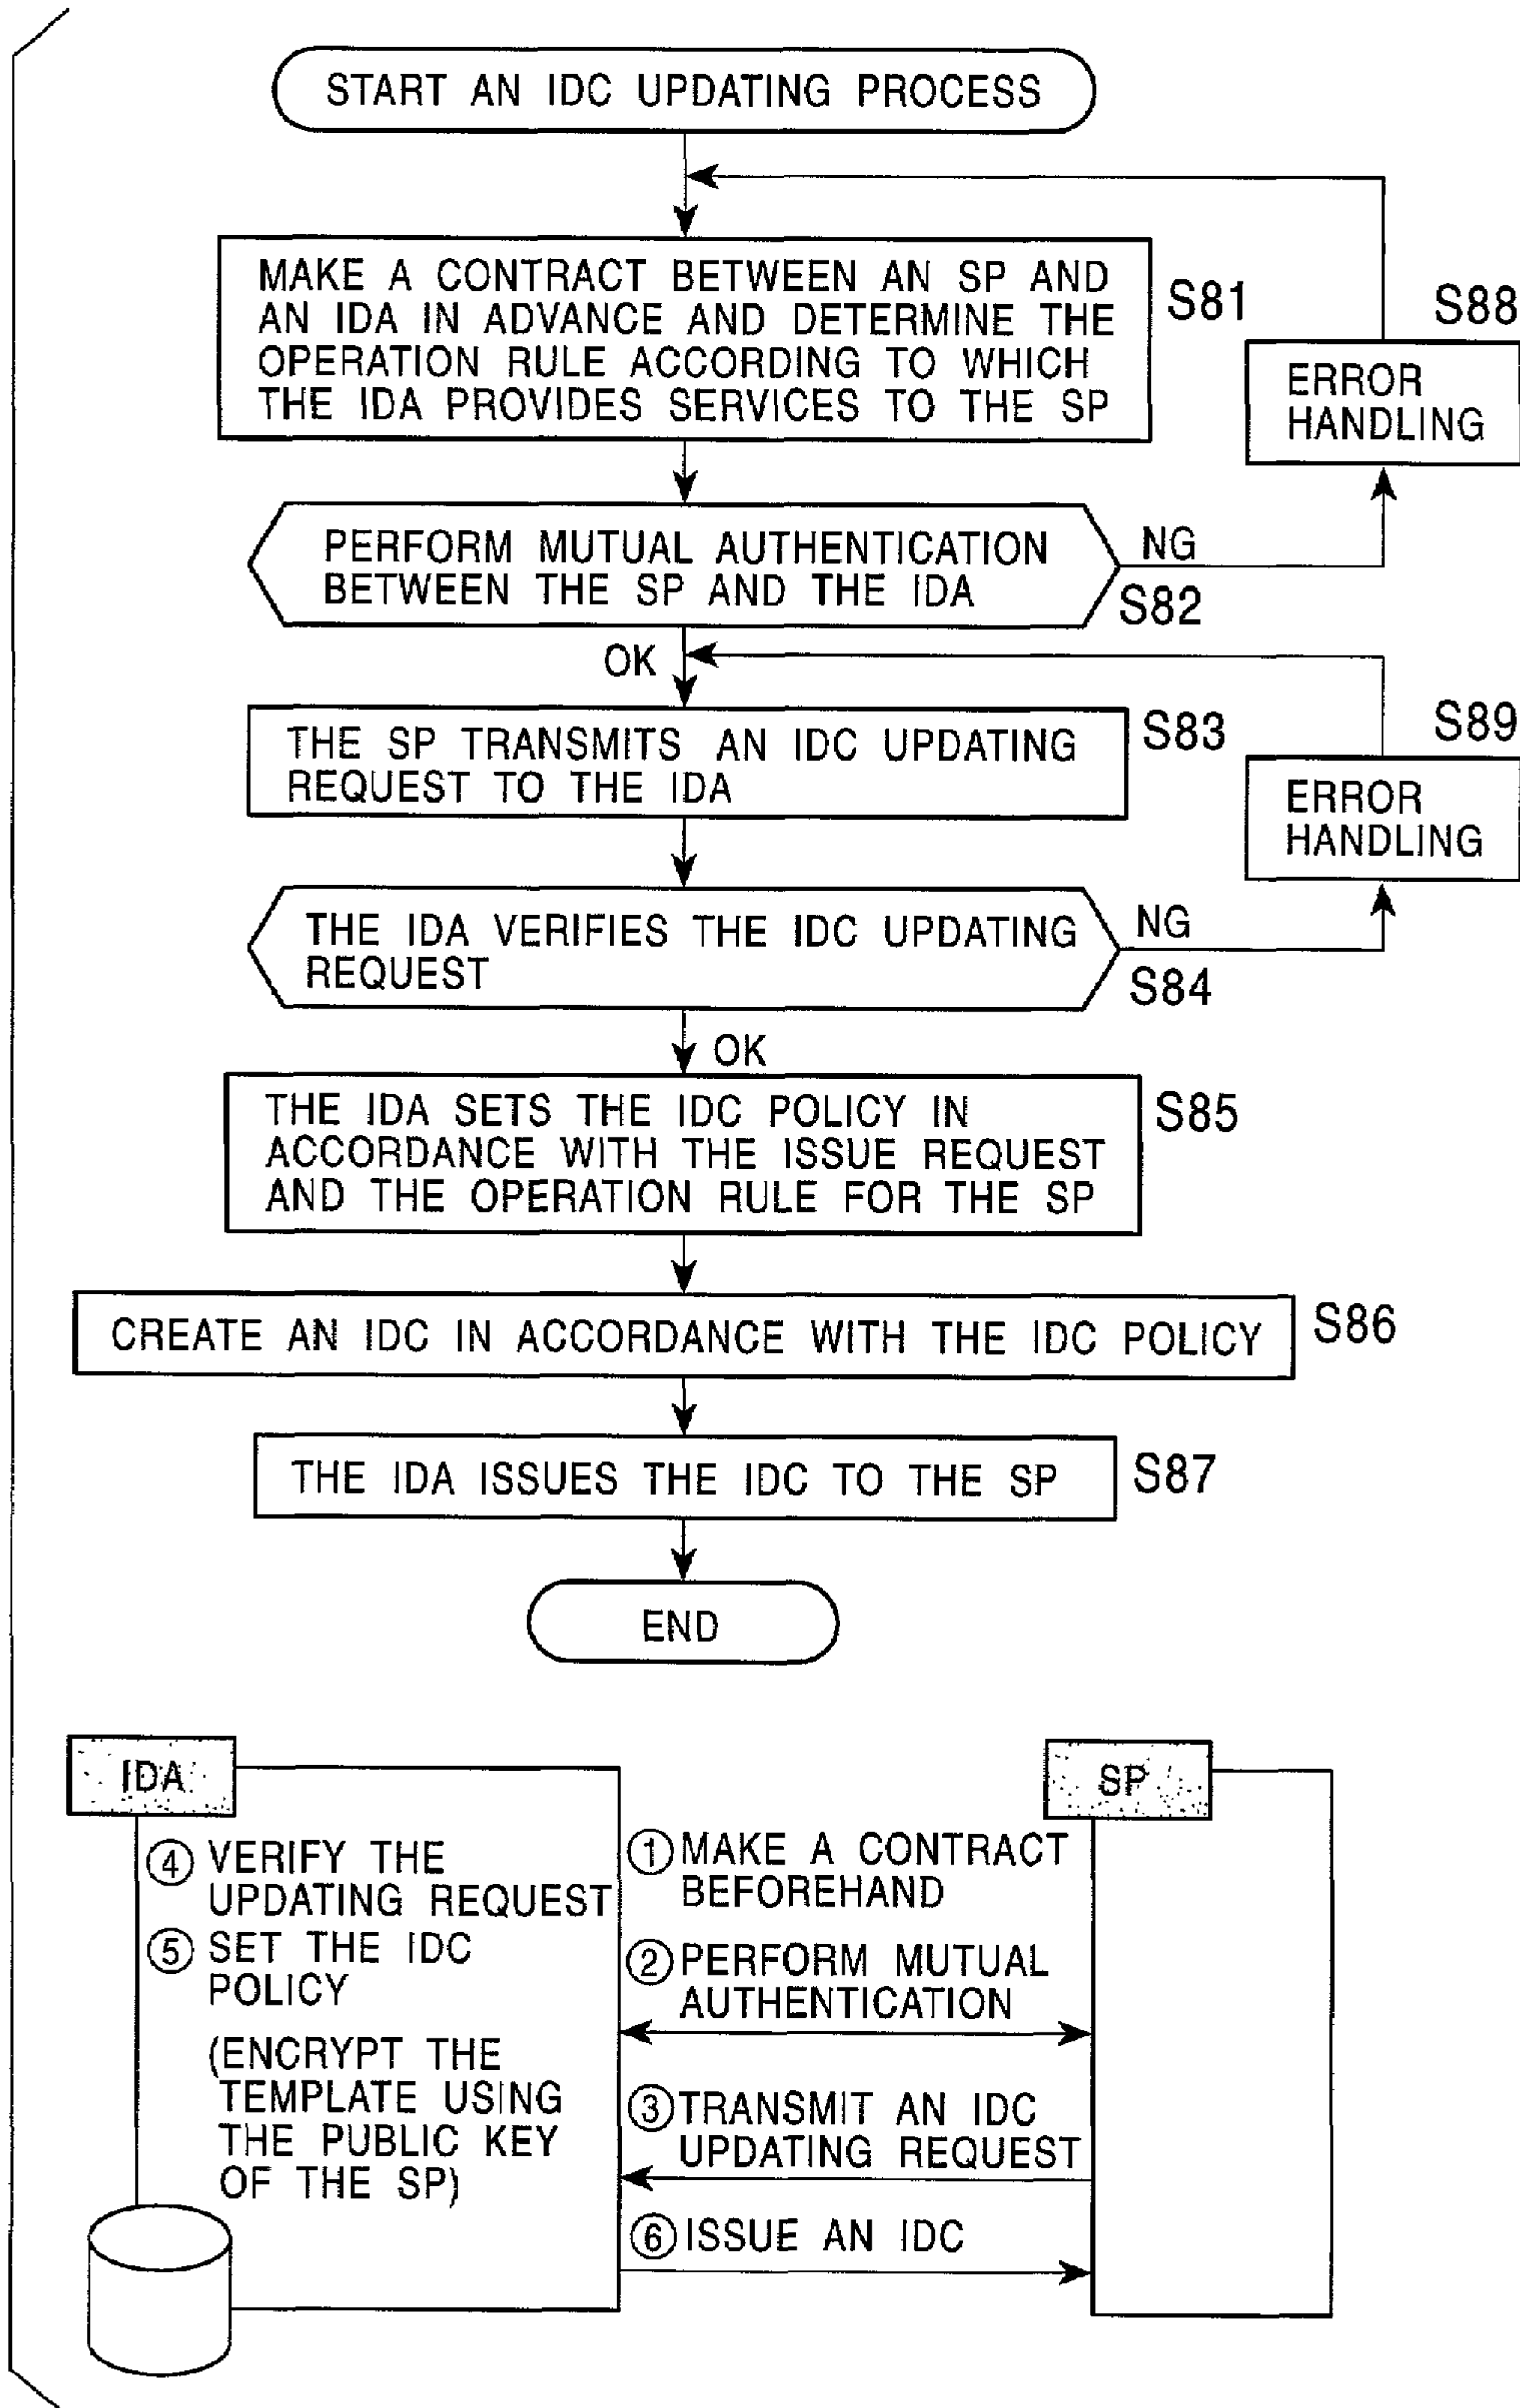 START AN IDC UPDATING PROCESS
MAKE A CONTRACT BETWEEN AN SP AND
AN IDA IN ADVANCE AND DETERMINE THE
OPERATION RULE ACCORDING TO WHICH
THE IDA PROVIDES SERVICES TO THE SP
S81
S88
ERROR
HANDLING
PERFORM MUTUAL AUTHENTICATION
BETWEEN THE SP AND THE IDA
NG
S82
OK
THE SP TRANSMITS AN IDC UPDATING
REQUEST TO THE IDA
S83
S89
ERROR
HANDLING
THE IDA VERIFIES THE IDC UPDATING
REQUEST
NG
S84
OK
THE IDA SETS THE IDC POLICY IN
ACCORDANCE WITH THE ISSUE REQUEST
AND THE OPERATION RULE FOR THE SP
S85
CREATE AN IDC IN ACCORDANCE WITH THE IDC POLICY
S86
THE IDA ISSUES THE IDC TO THE SP
S87
END
IDA
④ VERIFY THE
UPDATING REQUEST
⑤ SET THE IDC
POLICY
(ENCRYPT THE
TEMPLATE USING
THE PUBLIC KEY
OF THE SP)
① MAKE A CONTRACT
BEFOREHAND
② PERFORM MUTUAL
AUTHENTICATION
③ TRANSMIT AN IDC
UPDATING REQUEST
⑥ ISSUE AN IDC
SP